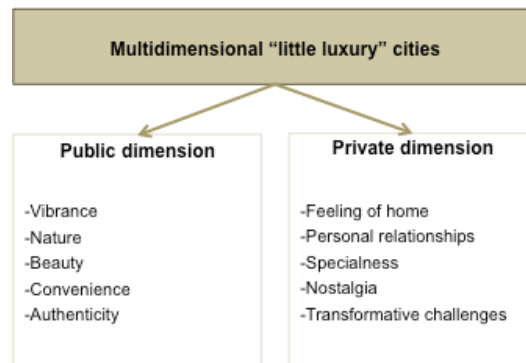 Multidimensional “little luxury” cities
Public dimension
-Vibrance
-Nature
-Beauty
-Convenience
-Authenticity
Private dimension
-Feeling of home
-Personal relationships
-Specialness
-Nostalgia
-Transformative challenges